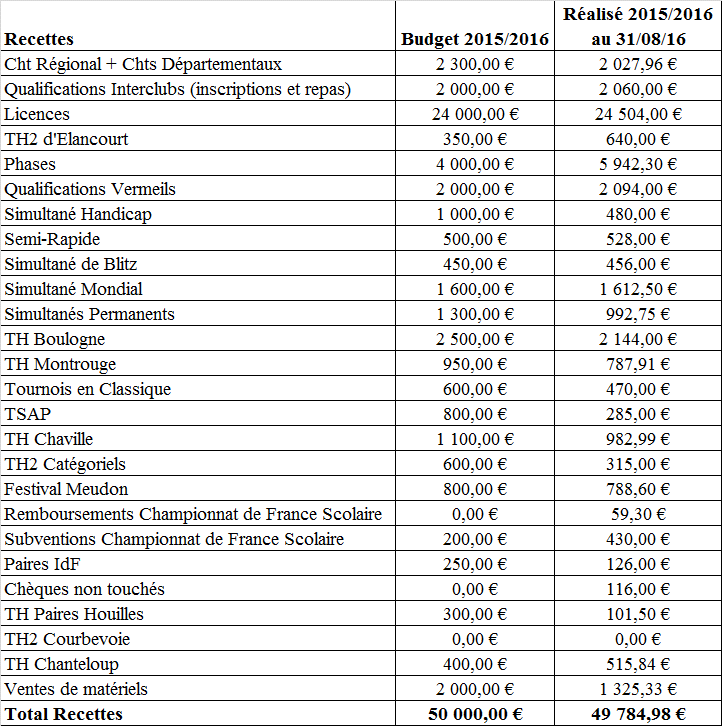 Réalisé 2015/2016
Recettes Budget 2015/2016 au 31/08/16
Cht Régional + Chts Départementaux 2 300,00 € 2 027,96 €
Qualifications Interclubs (inscriptions et repas) 2 000,00 € 2 060,00 €
Licences 24 000,00 € 24 504,00 €
TH2 d'Elancourt 350,00 € 640,00 €
Phases 4 000,00 € 5 942,30 €
Qualifications Vermeils 2 000,00 € 2 094,00 €
Simultané Handicap 1 000,00 € 480,00 €
Semi-Rapide 500,00 € 528,00 €
Simultané de Blitz 450,00 € 456,00 €
Simultané Mondial 1 600,00 € 1 612,50 €
Simultanés Permanents 1 300,00 € 992,75 €
TH Boulogne 2 500,00 € 2 144,00 €
TH Montrouge 950,00 € 787,91 €
Tournois en Classique 600,00 € 470,00 €
TSAP 800,00 € 285,00 €
TH Chaville 1 100,00 € 982,99 €
TH2 Catégoriels 600,00 € 315,00 €
Festival Meudon 800,00 € 788,60 €
Remboursements Championnat de France Scolaire 0,00 € 59,30 €
Subventions Championnat de France Scolaire 200,00 € 430,00 €
Paires IdF 250,00 € 126,00 €
Chèques non touchés 0,00 € 116,00 €
TH Paires Houilles 300,00 € 101,50 €
TH2 Courbevoie 0,00 € 0,00 €
TH Chanteloup 400,00 € 515,84 €
Ventes de matériels 2 000,00 € 1 325,33 €
Total Recettes 50 000,00 € 49 784,98 €